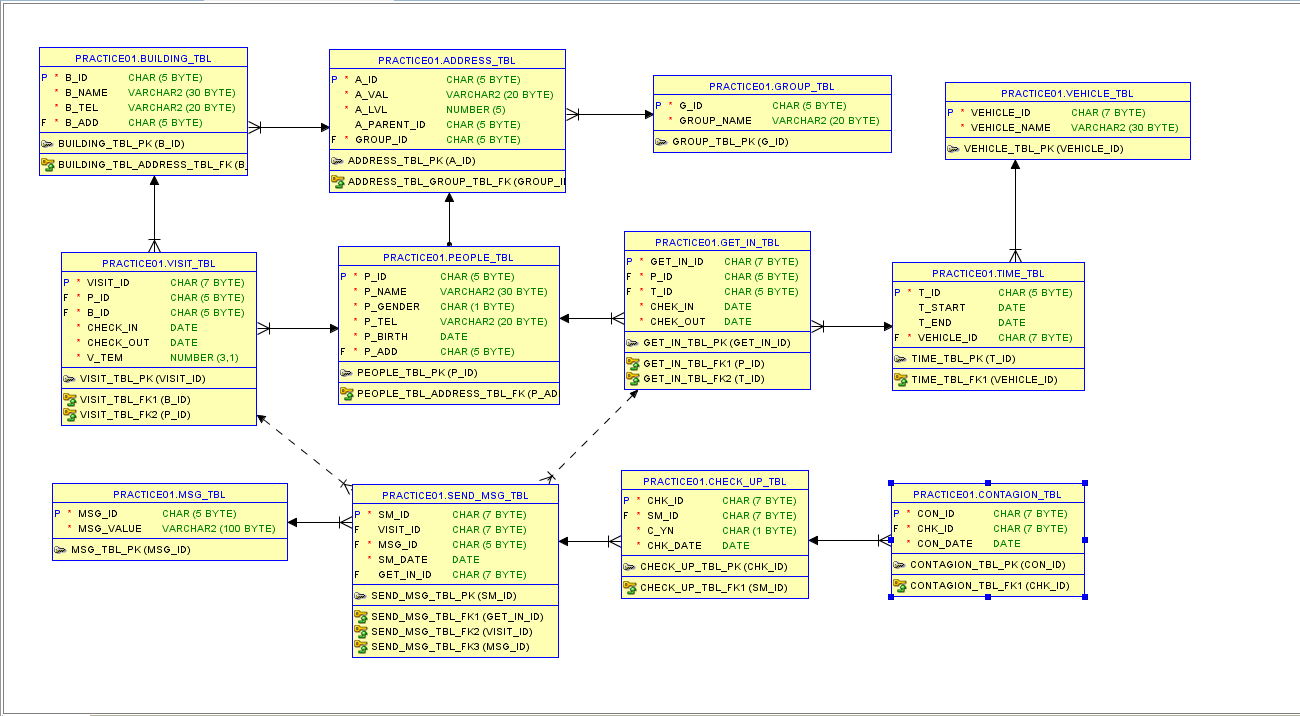 PRACTICE01.BUILDING_TBL
P * B_ID CHAR (5 BYTE)
* B_NAME VARCHAR2 (30 BYTE)
* B_TEL VARCHAR2 (20 BYTE)
F * B_ADD CHAR (5 BYTE)
BUILDING_TBL_PK (B_ID)
BUILDING_TBL_ADDRESS_TBL_FK (B_
PRACTICE01.ADDRESS_TBL
P * A_ID CHAR (5 BYTE)
* A_VAL VARCHAR2 (20 BYTE)
* A_LVL NUMBER (5)
A_PARENT_ID CHAR (5 BYTE)
F * GROUP_ID CHAR (5 BYTE)
ADDRESS_TBL_PK (A_ID)
ADDRESS_TBL_GROUP_TBL_FK (GROUP_I
PRACTICE01.GROUP_TBL
P * G_ID CHAR (5 BYTE)
* GROUP_NAME VARCHAR2 (20 BYTE)
GROUP_TBL_PK (G_ID)
PRACTICE01.VEHICLE_TBL
P * VEHICLE_ID CHAR (7 BYTE)
* VEHICLE_NAME VARCHAR2 (30 BYTE)
VEHICLE_TBL_PK (VEHICLE_ID)
PRACTICE01.VISIT_TBL
P * VISIT_ID CHAR (7 BYTE)
F * P_ID CHAR (5 BYTE)
F * B_ID CHAR (5 BYTE)
* CHECK_IN DATE
* CHECK_OUT DATE
* V_TEM NUMBER (3,1)
VISIT_TBL_PK (VISIT_ID)
VISIT_TBL_FK1 (B_ID)
VISIT_TBL_FK2 (P_ID)
PRACTICE01.PEOPLE_TBL
P * P_ID CHAR (5 BYTE)
* P_NAME VARCHAR2 (30 BYTE)
* P_GENDER CHAR (1 BYTE)
* P_TEL VARCHAR2 (20 BYTE)
* P_BIRTH DATE
F * P_ADD CHAR (5 BYTE)
PEOPLE_TBL_PK (P_ID)
PEOPLE_TBL_ADDRESS_TBL_FK (P_AD
PRACTICE01.GET_IN_TBL
P * GET_IN_ID CHAR (7 BYTE)
F * P_ID CHAR (5 BYTE)
F * T_ID CHAR (5 BYTE)
* CHEK_IN DATE
* CHEK_OUT DATE
GET_IN_TBL_PK (GET_IN_ID)
GET_IN_TBL_FK1 (P_ID)
GET_IN_TBL_FK2 (T_ID)
PRACTICE01.TIME_TBL
P * T_ID CHAR (5 BYTE)
T_START DATE
T_END DATE
F * VEHICLE_ID CHAR (7 BYTE)
TIME_TBL_PK (T_ID)
TIME_TBL_FK1 (VEHICLE_ID)
PRACTICE01.MSG_TBL
P * MSG_ID CHAR (5 BYTE)
* MSG_VALUE VARCHAR2 (100 BYTE)
MSG_TBL_PK (MSG_ID)
PRACTICE01.SEND_MSG_TBL
P * SM_ID CHAR (7 BYTE)
F VISIT_ID CHAR (7 BYTE)
F * MSG_ID CHAR (5 BYTE)
* SM_DATE DATE
F GET_IN_ID CHAR (7 BYTE)
SEND_MSG_TBL_PK (SM_ID)
SEND_MSG_TBL_FK1 (GET_IN_ID)
SEND_MSG_TBL_FK2 (VISIT_ID)
SEND_MSG_TBL_FK3 (MSG_ID)
PRACTICE01.CHECK_UP_TBL
P * CHK_ID CHAR (7 BYTE)
F * SM_ID CHAR (7 BYTE)
* C_YN CHAR (1 BYTE)
* CHK_DATE DATE
CHECK_UP_TBL_PK (CHK_ID)
CHECK_UP_TBL_FK1 (SM_ID)
PRACTICE01.CONTAGION_TBL
P * CON_ID CHAR (7 BYTE)
F * CHK_ID CHAR (7 BYTE)
* CON_DATE DATE
CONTAGION_TBL_PK (CON_ID)
CONTAGION_TBL_FK1 (CHK_ID)